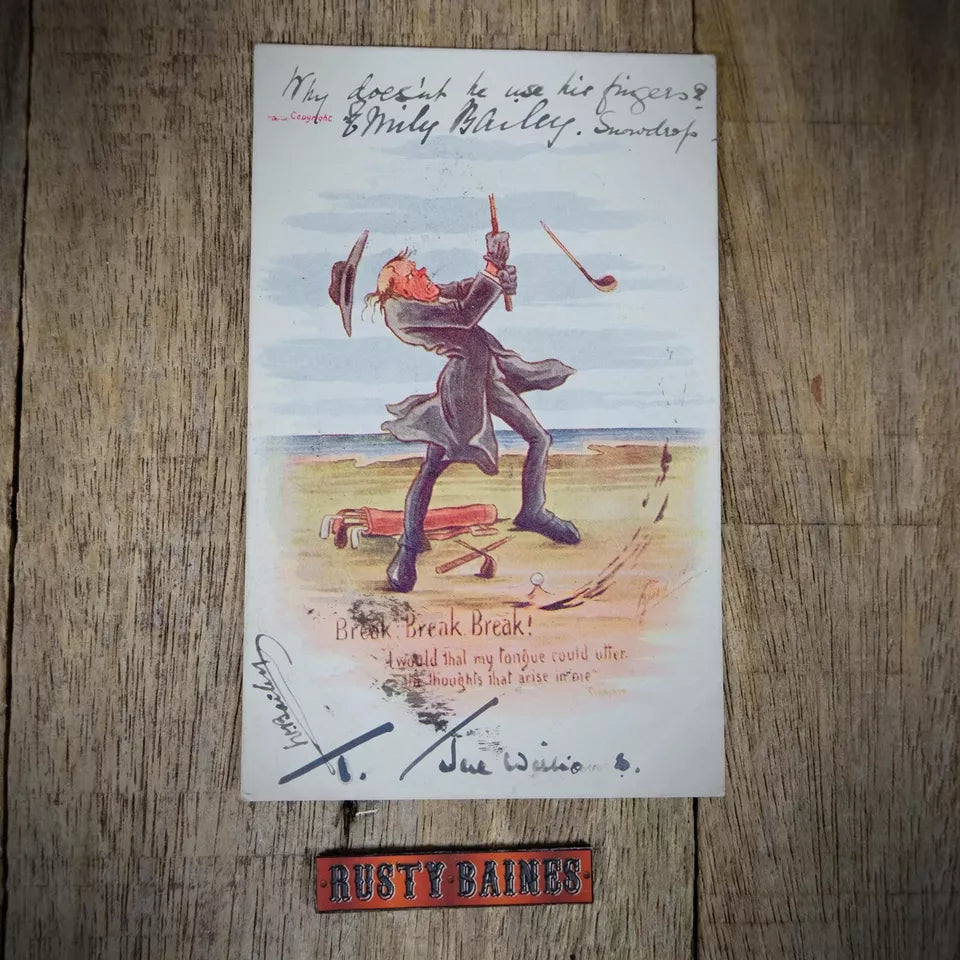 Why doesn't he use his fingers?
Copyright
Emily Bailey. Snowdrop
Break, Break, Break!
"I would that my tongue could utter.
the thoughts that arise in me"
T. / Sue Williams.
RUSTY BAINES